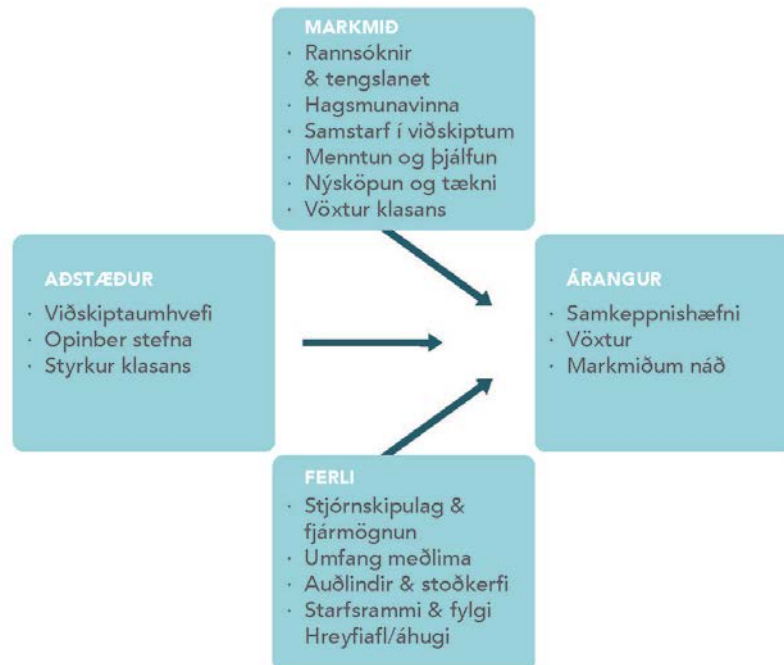 MARKMIÐ
· Rannsóknir
& tengslanet
· Hagsmunavinna
· Samstarf í viðskiptum
· Menntun og þjálfun
· Nýsköpun og tækni
· Vöxtur klasans
AÐSTÆÐUR
· Viðskiptaumhvefi
· Opinber stefna
· Styrkur klasans
ÁRANGUR
· Samkeppnishæfni
· Vöxtur
· Markmiðum náð
FERLI
· Stjórnskipulag &
fjármögnun
· Umfang meðlima
· Auðlindir & stoðkerfi
· Starfsrammi & fylgi
Hreyfiafl/áhugi